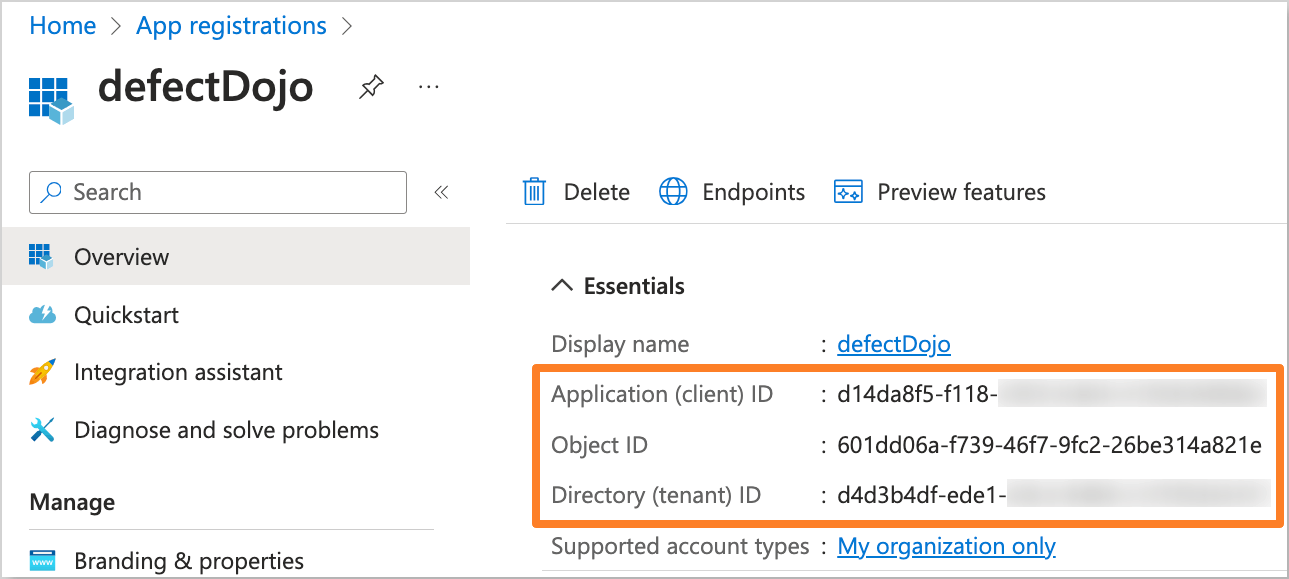 Home > App registrations >
defectDojo
Search
Delete
Endpoints
Preview features
Overview
Quickstart
Integration assistant
Diagnose and solve problems
Manage
Branding & properties
www
Essentials
Display name : defectDojo
Application (client) ID : d14da8f5-f118-
Object ID : 601dd06a-f739-46f7-9fc2-26be314a821e
Directory (tenant) ID : d4d3b4df-ede1-
Supported account types : My organization only